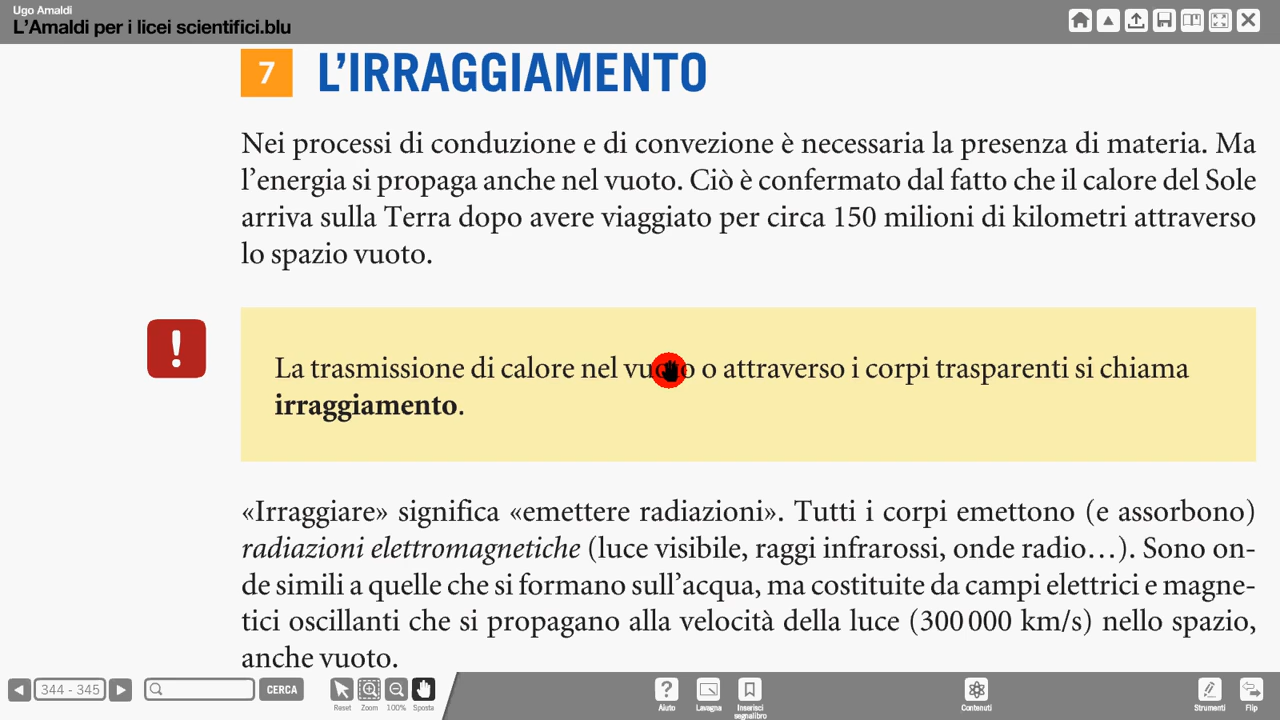 Ugo Amaldi
L'Amaldi per i licei scientifici.blu
7 L'IRRAGGIAMENTO
Nei processi di conduzione e di convezione è necessaria la presenza di materia. Ma
l'energia si propaga anche nel vuoto. Ciò è confermato dal fatto che il calore del Sole
arriva sulla Terra dopo avere viaggiato per circa 150 milioni di kilometri attraverso
lo spazio vuoto.
!
La trasmissione di calore nel vuoto o attraverso i corpi trasparenti si chiama
irraggiamento.
«Irraggiare» significa «emettere radiazioni». Tutti i corpi emettono (e assorbono)
radiazioni elettromagnetiche (luce visibile, raggi infrarossi, onde radio…). Sono on-
de simili a quelle che si formano sull'acqua, ma costituite da campi elettrici e magne-
tici oscillanti che si propagano alla velocità della luce (300 000 km/s) nello spazio,
anche vuoto.
344 - 345 CERCA
Reset Zoom 100% Sposta
? Aiuto Lavagna Inserisci segnalibro
Contenuti
Strumenti Flip